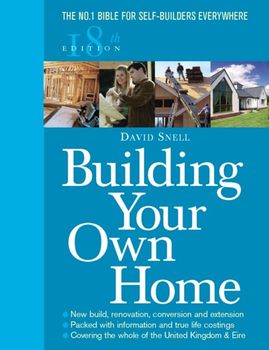 THE NO.1 BIBLE FOR SELF-BUILDERS EVERYWHERE
18th
EDITION
DAVID SNELL
Building
Your
Own
Home
New build, renovation, conversion and extension
Packed with information and true life costings
Covering the whole of the United Kingdom & Eire